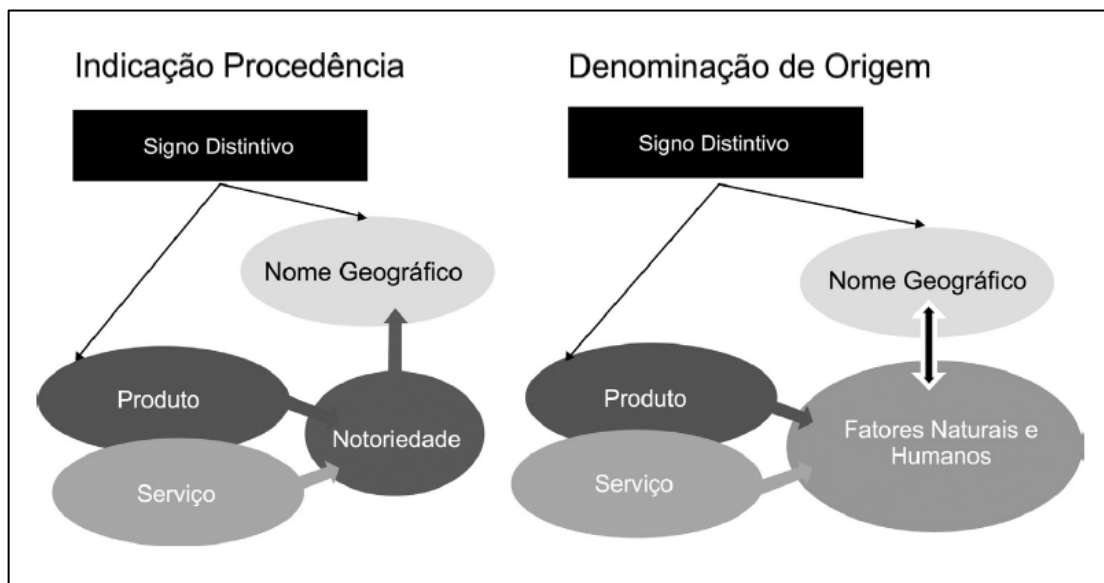 Indicação Procedência
Signo Distintivo
Nome Geográfico
Produto
Notoriedade
Serviço
Denominação de Origem
Signo Distintivo
Nome Geográfico
Produto
Fatores Naturais e
Humanos
Serviço